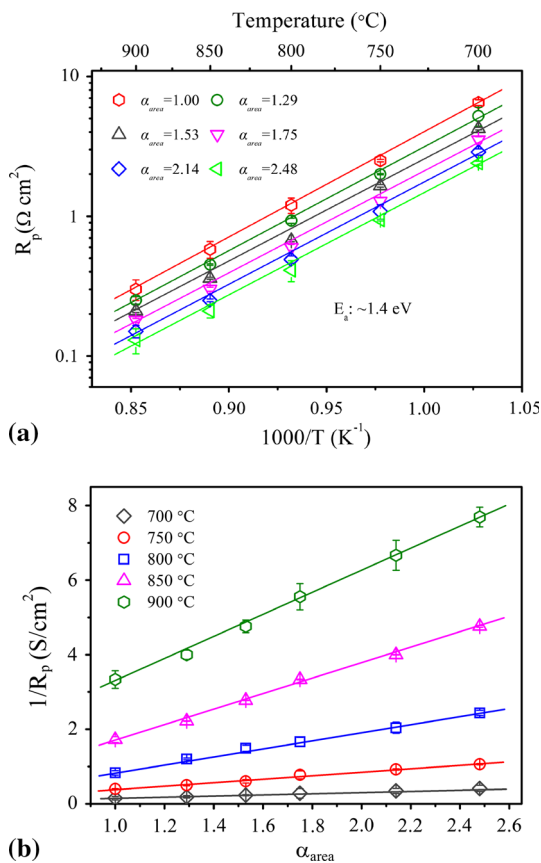 Temperature (°C)
900 850 800 750 700
10
1
0.1
R_p(Ω cm²)
α_area=1.00 α_area=1.29
α_area=1.53 α_area=1.75
α_area=2.14 α_area=2.48
E_a: ~1.4 eV
0.85 0.90 0.95 1.00 1.05
1000/T (K⁻¹)
(a)
8
6
4
2
0
1/R_p (S/cm²)
700 °C
750 °C
800 °C
850 °C
900 °C
1.0 1.2 1.4 1.6 1.8 2.0 2.2 2.4 2.6
α_area
(b)